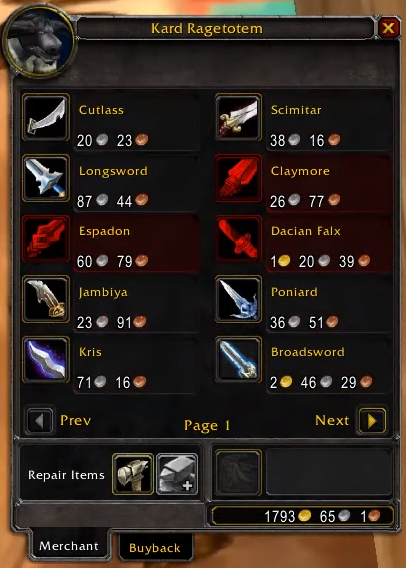 Kard Ragetotem
Cutlass
20 23
Scimitar
38 16
Longsword
87 44
Claymore
26 77
Espadon
60 79
Dacian Falx
1 20 39
Jambiya
23 91
Poniard
36 51
Kris
71 16
Broadsword
2 46 29
Prev
Page 1
Next
Repair Items
1793 65 1
Merchant
Buyback